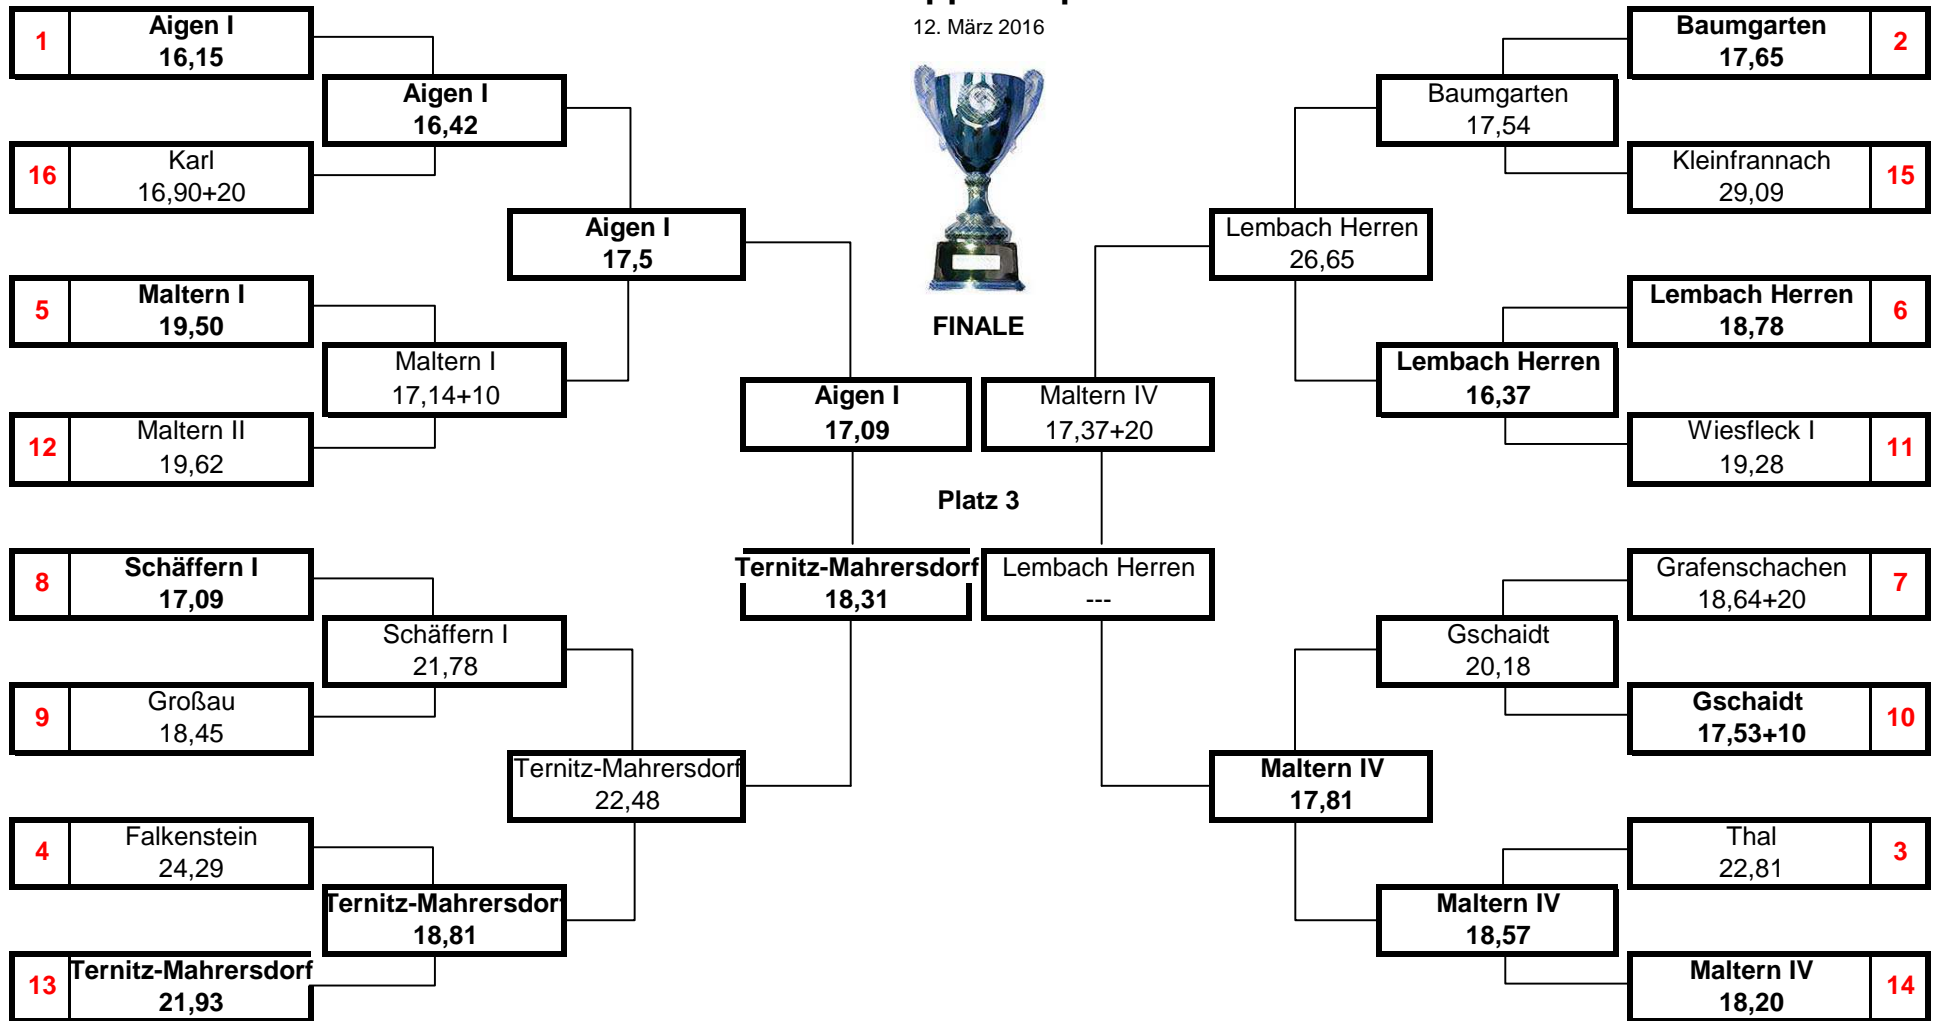 12. März 2016
1
Aigen I
16,15
16
Karl
16,90+20
5
Maltern I
19,50
12
Maltern II
19,62
8
Schäffern I
17,09
9
Großau
18,45
4
Falkenstein
24,29
13
Ternitz-Mahrersdorf
21,93
Aigen I
16,42
Maltern I
17,14+10
Schäffern I
21,78
Ternitz-Mahrersdorf
18,81
Aigen I
17,5
Ternitz-Mahrersdorf
22,48
FINALE
Aigen I
17,09
Maltern IV
17,37+20
Platz 3
Ternitz-Mahrersdorf
18,31
Lembach Herren
---
Lembach Herren
26,65
Maltern IV
17,81
Baumgarten
17,54
Lembach Herren
16,37
Gschaidt
20,18
Maltern IV
18,57
Baumgarten
17,65
2
Kleinfrannach
29,09
15
Lembach Herren
18,78
6
Wiesfleck I
19,28
11
Grafenschachen
18,64+20
7
Gschaidt
17,53+10
10
Thal
22,81
3
Maltern IV
18,20
14